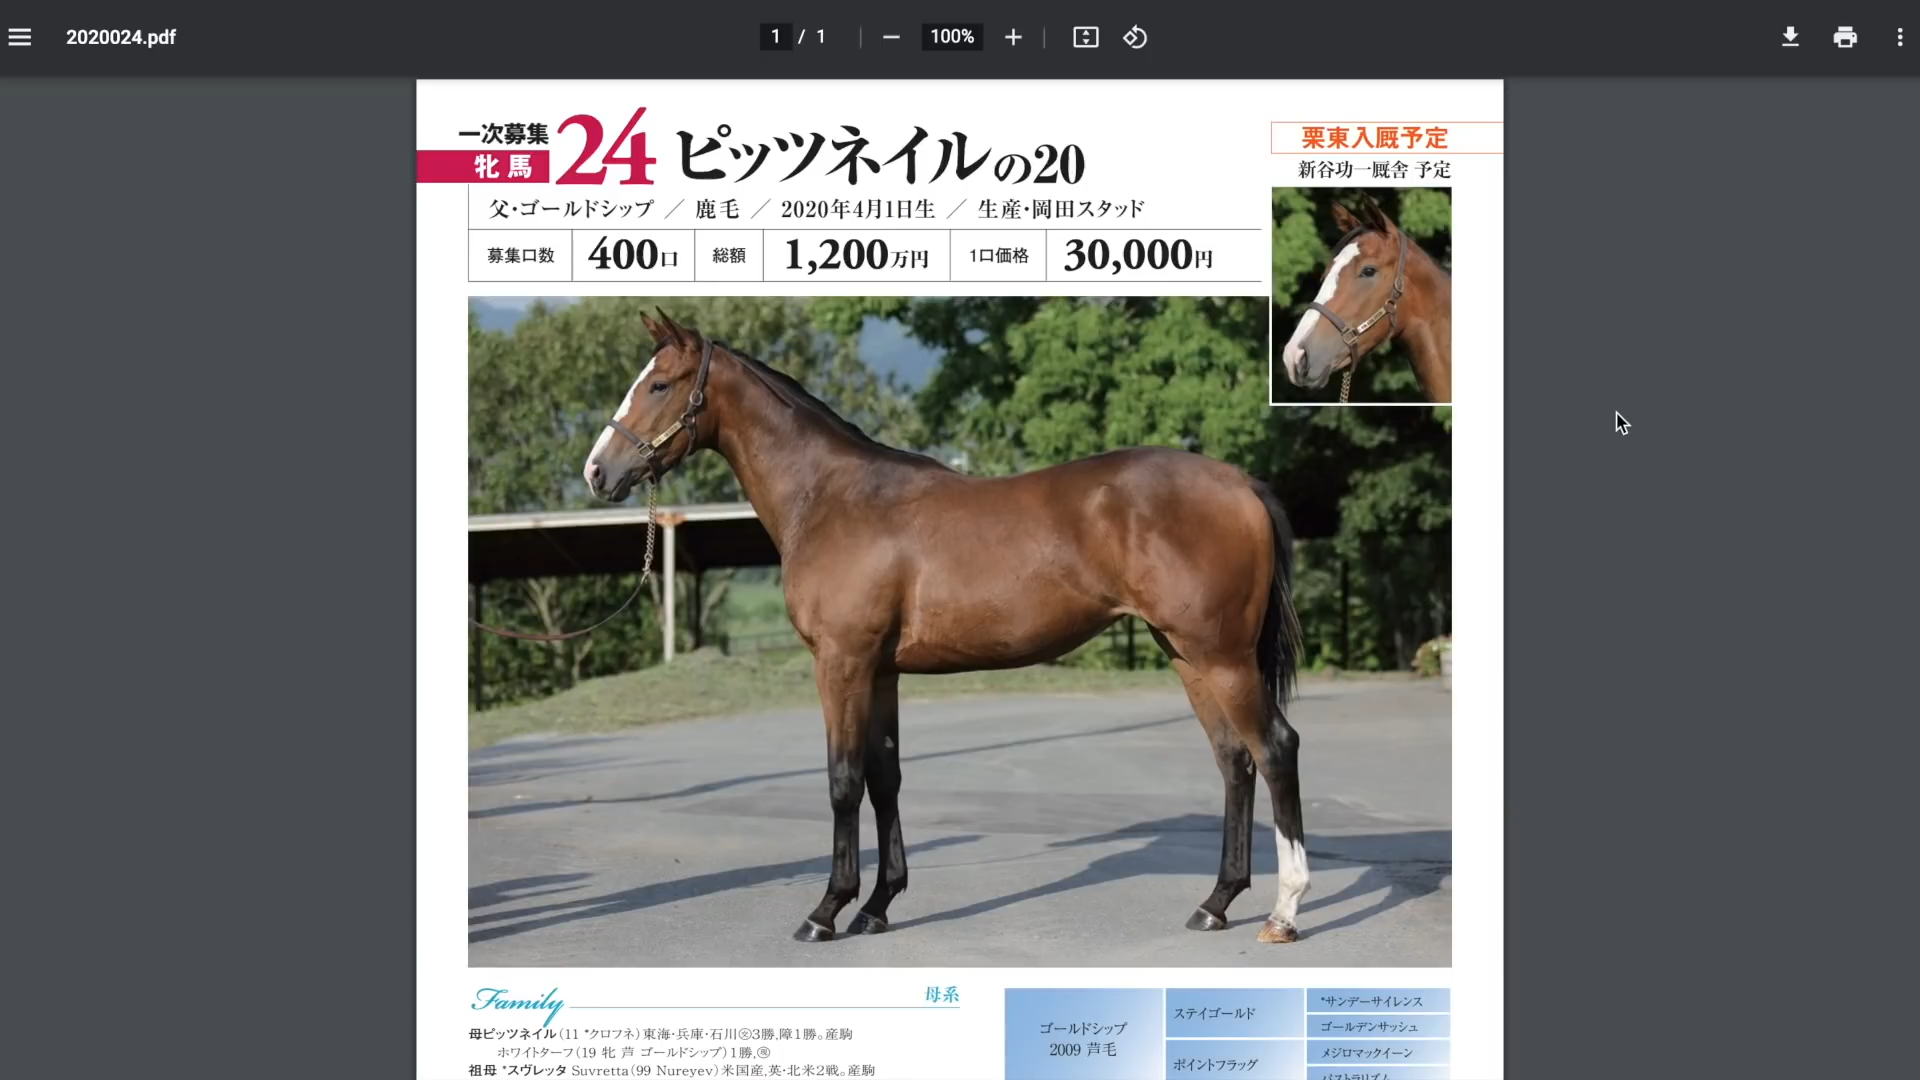 2020024.pdf
1 / 1
100%
一次募集
牝馬
24 ピッツネイルの20
栗東入厩予定
新谷功一厩舎 予定
父・ゴールドシップ ／ 鹿毛 ／ 2020年4月1日生 ／ 生産・岡田スタッド
募集口数 400口 総額 1,200万円 1口価格 30,000円
Family 母系
母ピッツネイル(11 *クロフネ)東海・兵庫・石川㊛3勝,障1勝。産駒
ホワイトターフ(19 牝 芦 ゴールドシップ)1勝,㊡
祖母 *スヴレッタ Suvretta(99 Nureyev)米国産,英・北米2戦。産駒
ゴールドシップ
2009 芦毛
ステイゴールド
ポイントフラッグ
*サンデーサイレンス
ゴールデンサッシュ
メジロマックイーン
パストラリズム